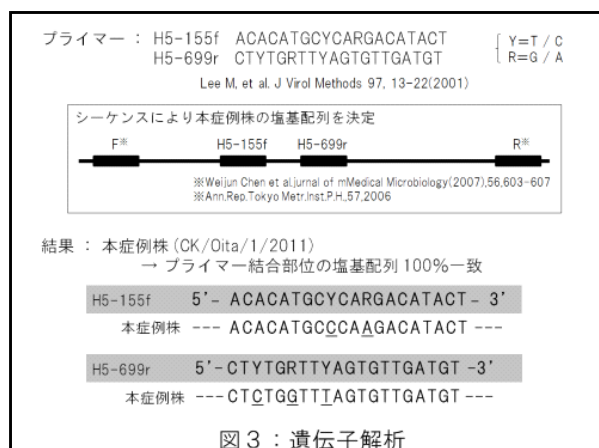 プライマー： H5-155f ACACATGCYCARGACATACT Y=T / C
H5-699r CTYTGRTTYAGTGTTGATGT R=G / A
Lee M, et al. J Virol Methods 97, 13-22(2001)
シーケンスにより本症例株の塩基配列を決定
F※ H5-155f H5-699r R※
※Weijun Chen et al,jurnal of mMedical Microbiology(2007),56,603-607
※Ann,Rep.Tokyo Metr,Inst.P.H.,57,2006
結果 ： 本症例株(CK/Oita/1/2011)
→ プライマー結合部位の塩基配列100%一致
H5-155f 5’- ACACATGCYCARGACATACT- 3’
本症例株 --- ACACATGCCCAAGACATACT ---
H5-699r 5’-CTYTGRTTYAGTGTTGATGT -3’
本症例株 ---CTCTGGTTTAGTGTTGATGT ---
図３：遺伝子解析